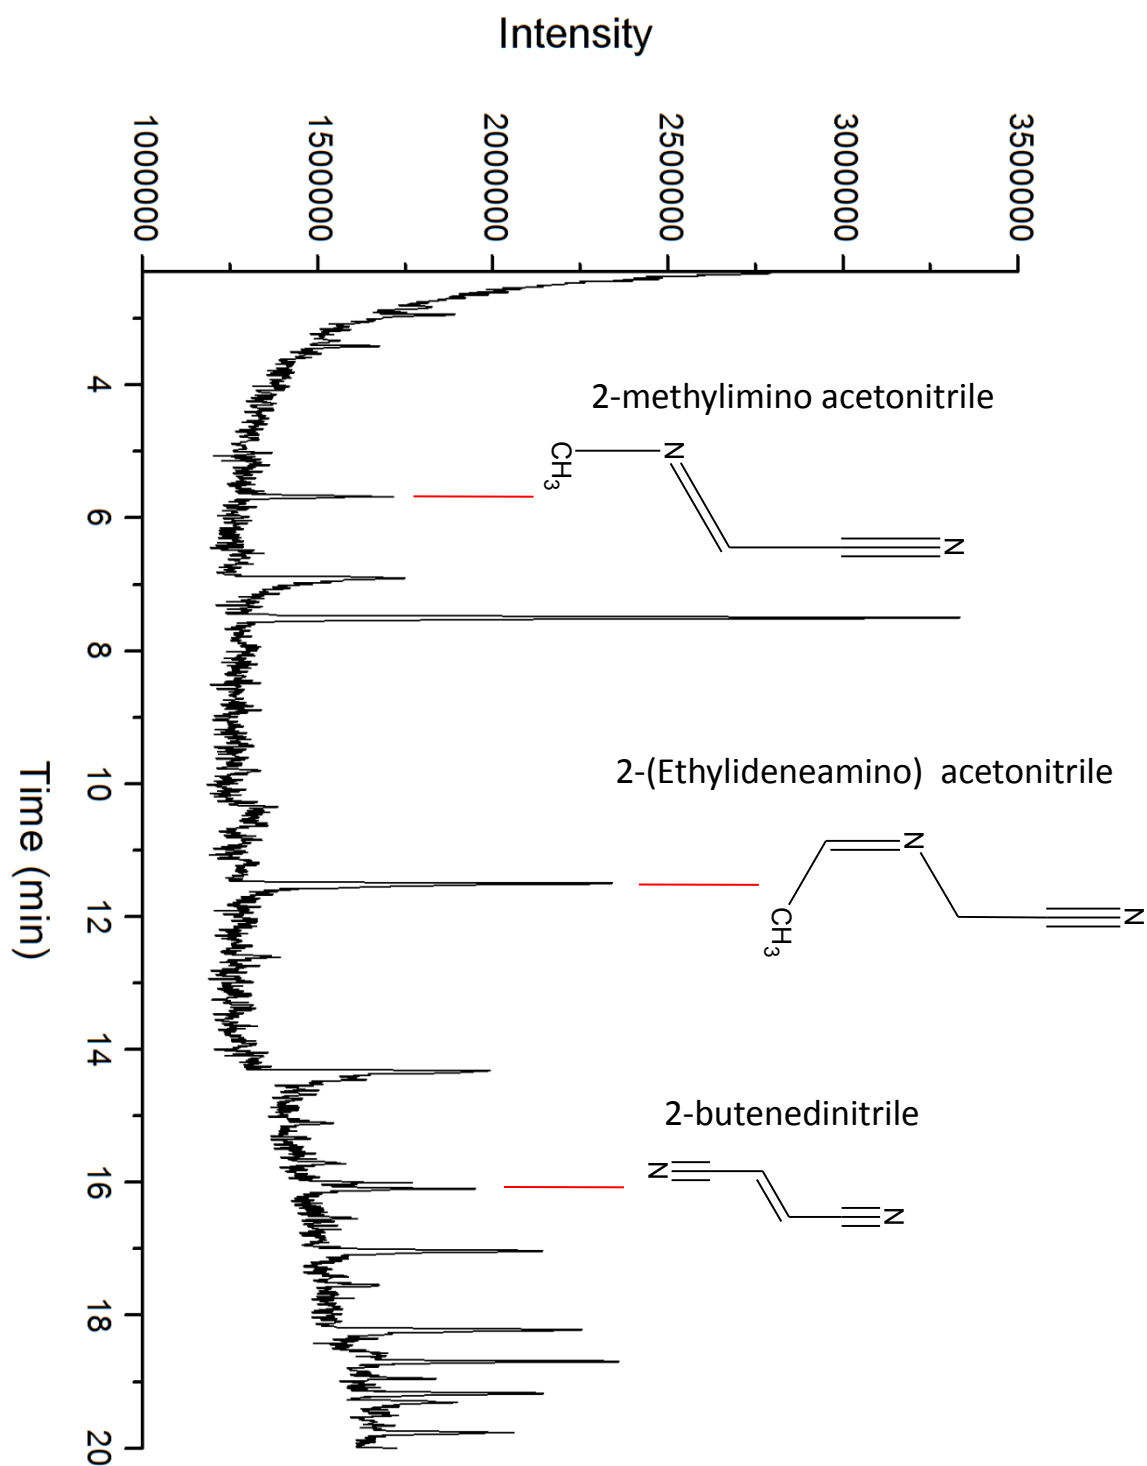 Intensity
1000000
1500000
2000000
2500000
3000000
3500000
4
6
8
10
12
14
16
18
20
Time (min)
2-methylimino acetonitrile
CH3
N
N
2-(Ethylideneamino) acetonitrile
N
CH3
N
2-butenedinitrile
N
N